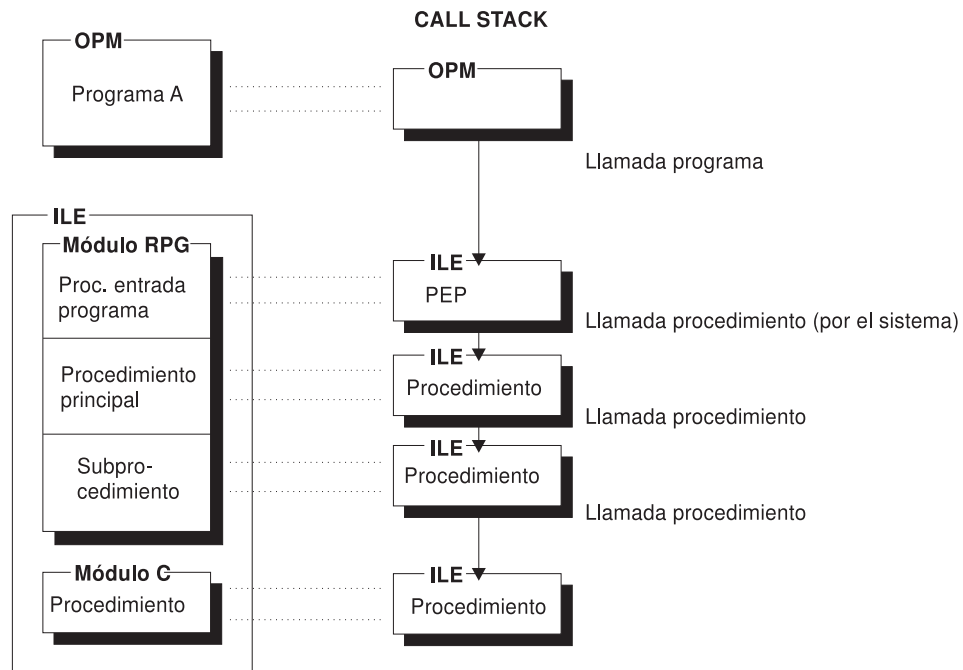 CALL STACK
OPM
Programa A
OPM
Llamada programa
ILE
Módulo RPG
Proc. entrada
programa
ILE
PEP
Llamada procedimiento (por el sistema)
Procedimiento
principal
ILE
Procedimiento
Llamada procedimiento
Subpro-
cedimiento
ILE
Procedimiento
Llamada procedimiento
Módulo C
Procedimiento
ILE
Procedimiento